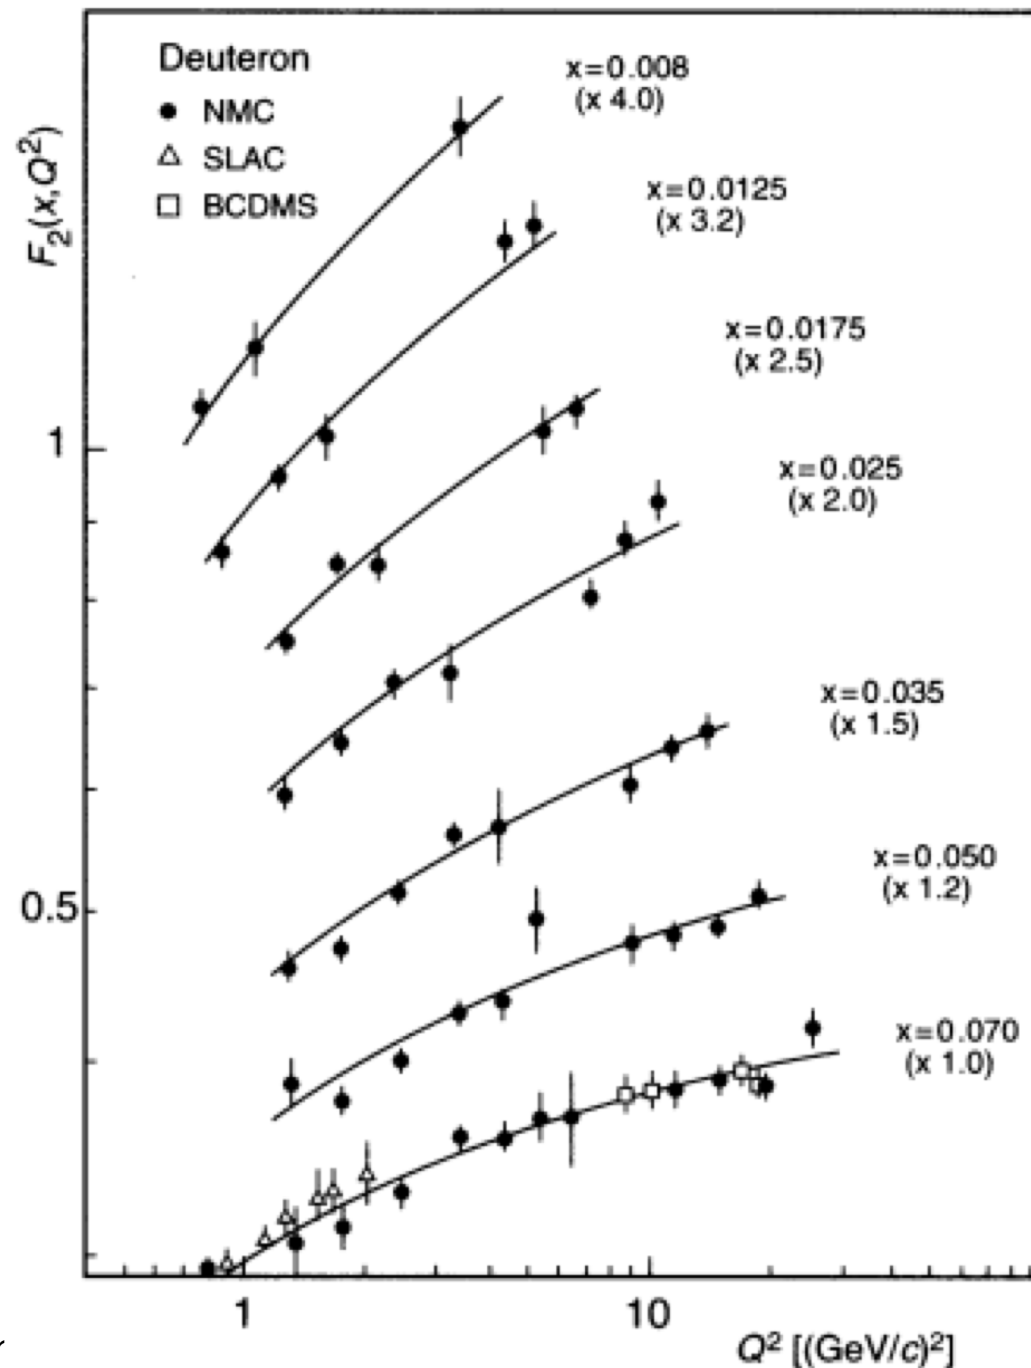 Deuteron
NMC
SLAC
BCDMS
F₂(x,Q²)
1
0.5
x=0.008
(x 4.0)
x=0.0125
(x 3.2)
x=0.0175
(x 2.5)
x=0.025
(x 2.0)
x=0.035
(x 1.5)
x=0.050
(x 1.2)
x=0.070
(x 1.0)
1 10
Q² [(GeV/c)²]